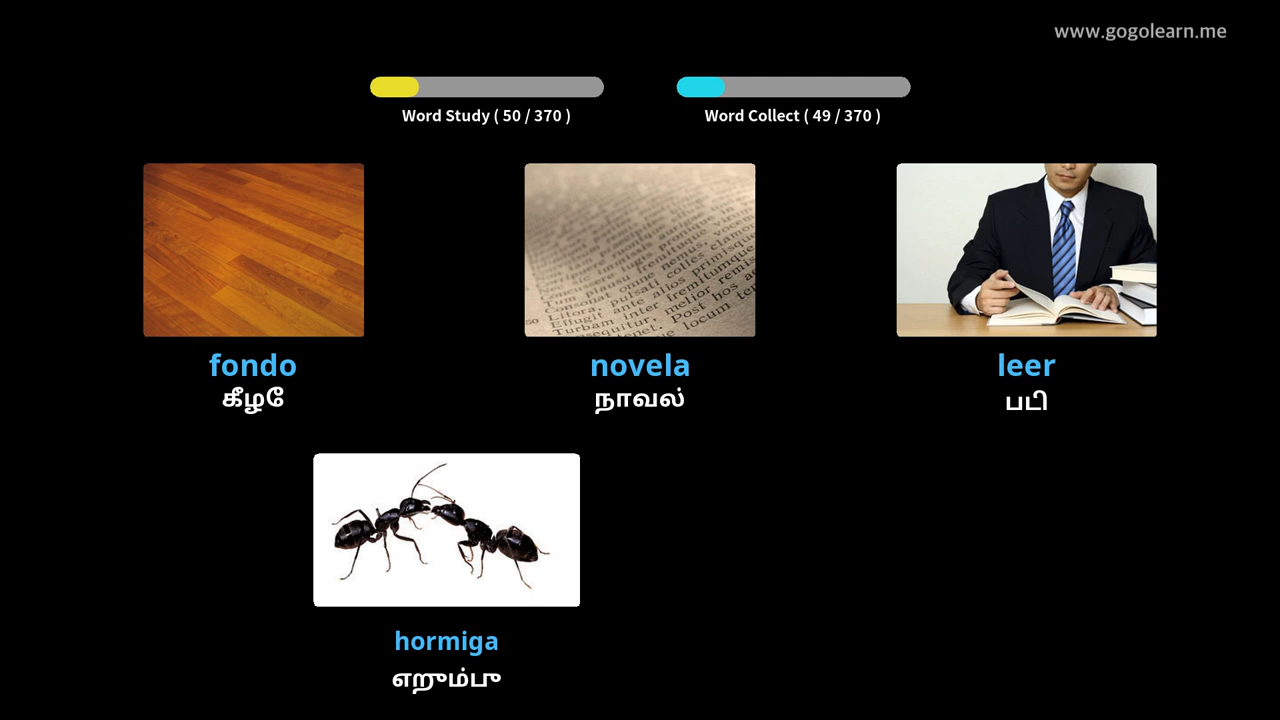 www.gogolearn.me
Word Study ( 50 / 370 )
Word Collect ( 49 / 370 )
fondo
கீழே
novela
நாவல்
leer
படி
hormiga
எறும்பு